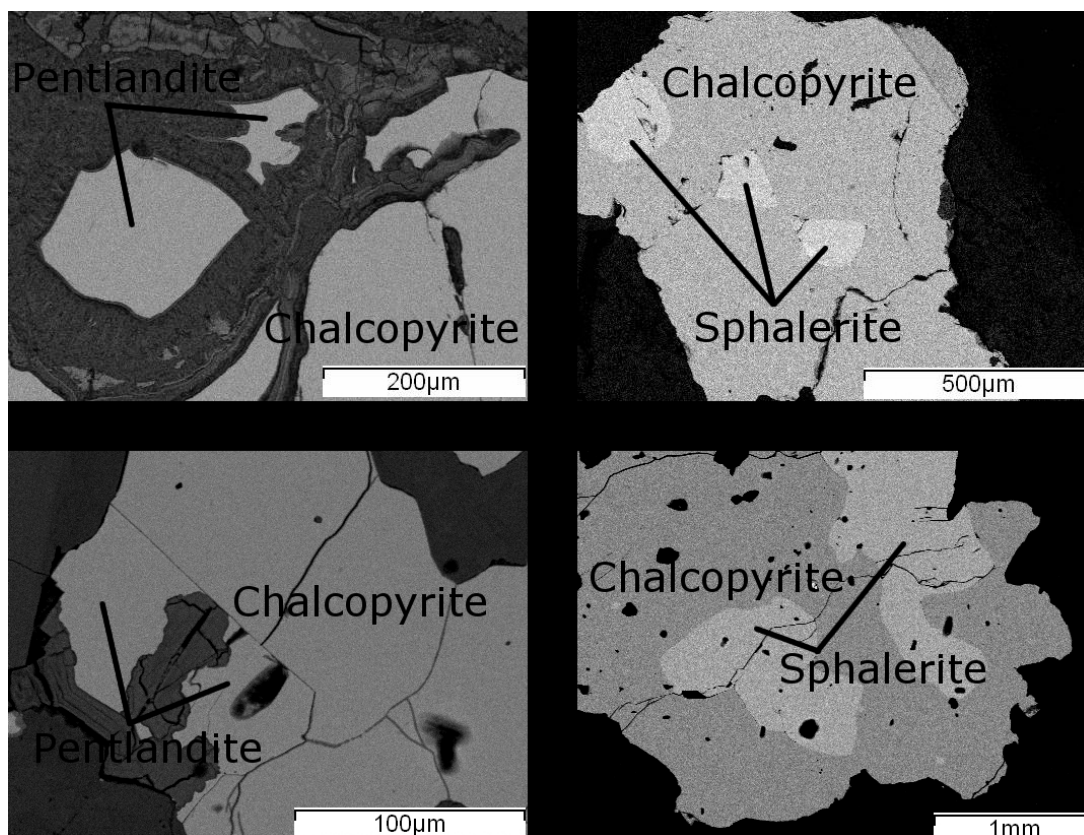 Pentlandite
Chalcopyrite
200µm
Chalcopyrite
Sphalerite
500µm
Chalcopyrite
Pentlandite
100µm
Chalcopyrite
Sphalerite
1mm